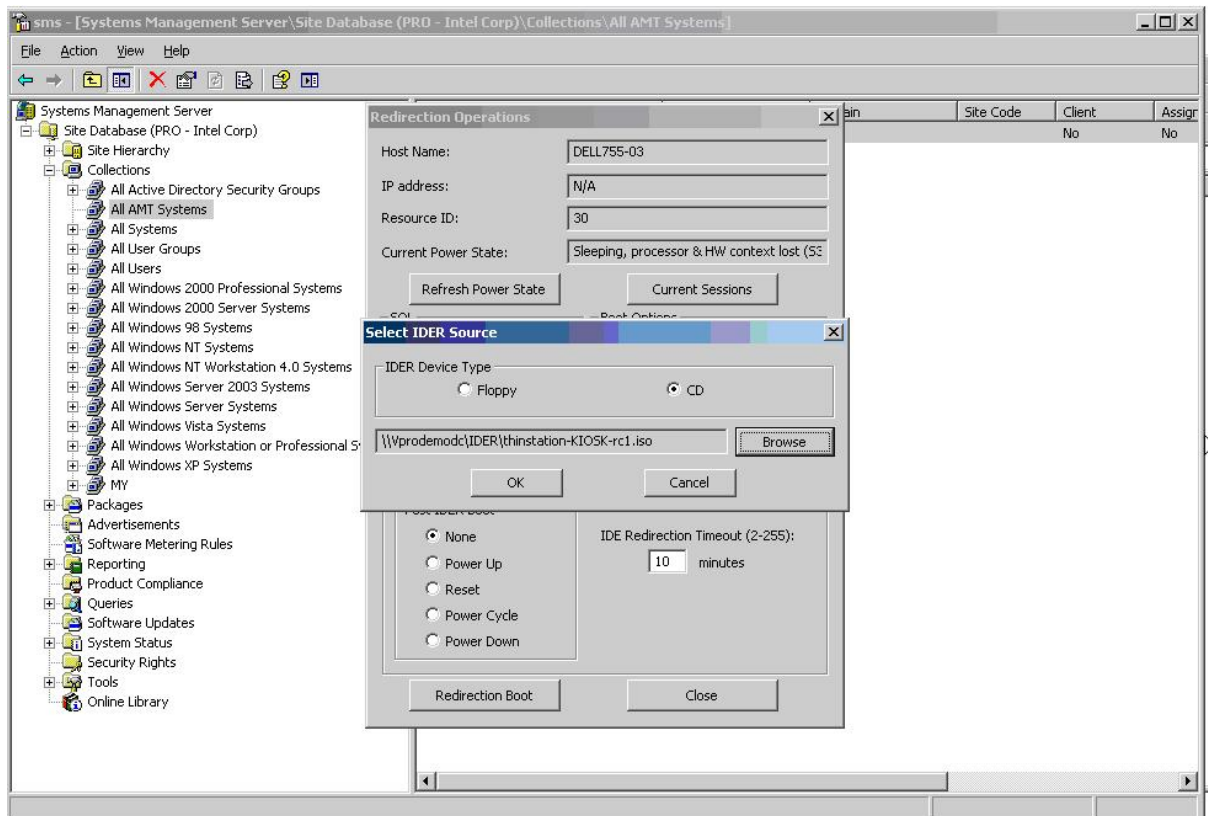 sms - [Systems Management Server\Site Database (PRO - Intel Corp)\Collections\All AMT Systems]
File Action View Help
Systems Management Server
Site Database (PRO - Intel Corp)
Site Hierarchy
Collections
All Active Directory Security Groups
All AMT Systems
All Systems
All User Groups
All Users
All Windows 2000 Professional Systems
All Windows 2000 Server Systems
All Windows 98 Systems
All Windows NT Systems
All Windows NT Workstation 4.0 Systems
All Windows Server 2003 Systems
All Windows Server Systems
All Windows Vista Systems
All Windows Workstation or Professional S
All Windows XP Systems
MY
Packages
Advertisements
Software Metering Rules
Reporting
Product Compliance
Queries
Software Updates
System Status
Security Rights
Tools
Online Library
ain Site Code Client Assigr
No No
Redirection Operations
Host Name: DELL755-03
IP address: N/A
Resource ID: 30
Current Power State: Sleeping, processor & HW context lost (S3
Refresh Power State Current Sessions
SOL Boot Options
Select IDER Source
IDER Device Type
Floppy CD
\\Vprodemodc\IDER\thinstation-KIOSK-rc1.iso Browse
OK Cancel
Post IDER Boot
None IDE Redirection Timeout (2-255):
Power Up 10 minutes
Reset
Power Cycle
Power Down
Redirection Boot Close